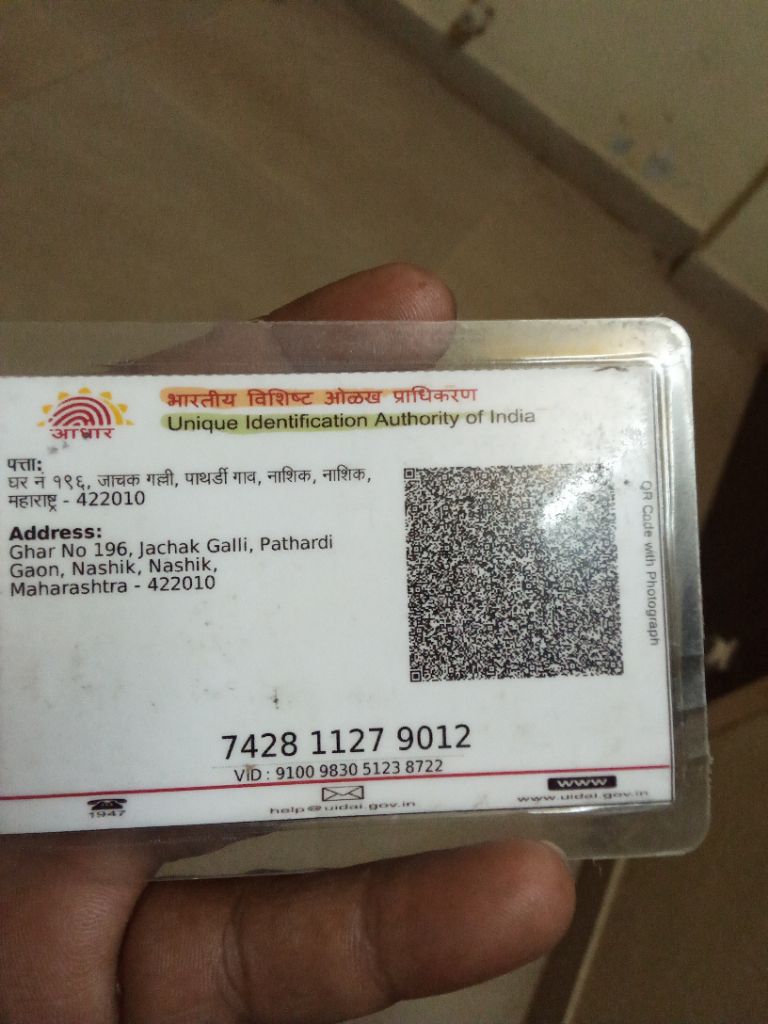 भारतीय विशिष्ट ओळख प्राधिकरण
Unique Identification Authority of India
आधार
पत्ता:
घर नं १९६, जाचक गल्ली, पाथर्डी गाव, नाशिक, नाशिक,
महाराष्ट्र - 422010
Address:
Ghar No 196, Jachak Galli, Pathardi
Gaon, Nashik, Nashik,
Maharashtra - 422010
QR Code with Photograph
7428 1127 9012
VID : 9100 9830 5123 8722
1947
help@uidai.gov.in
www
www.uidai.gov.in